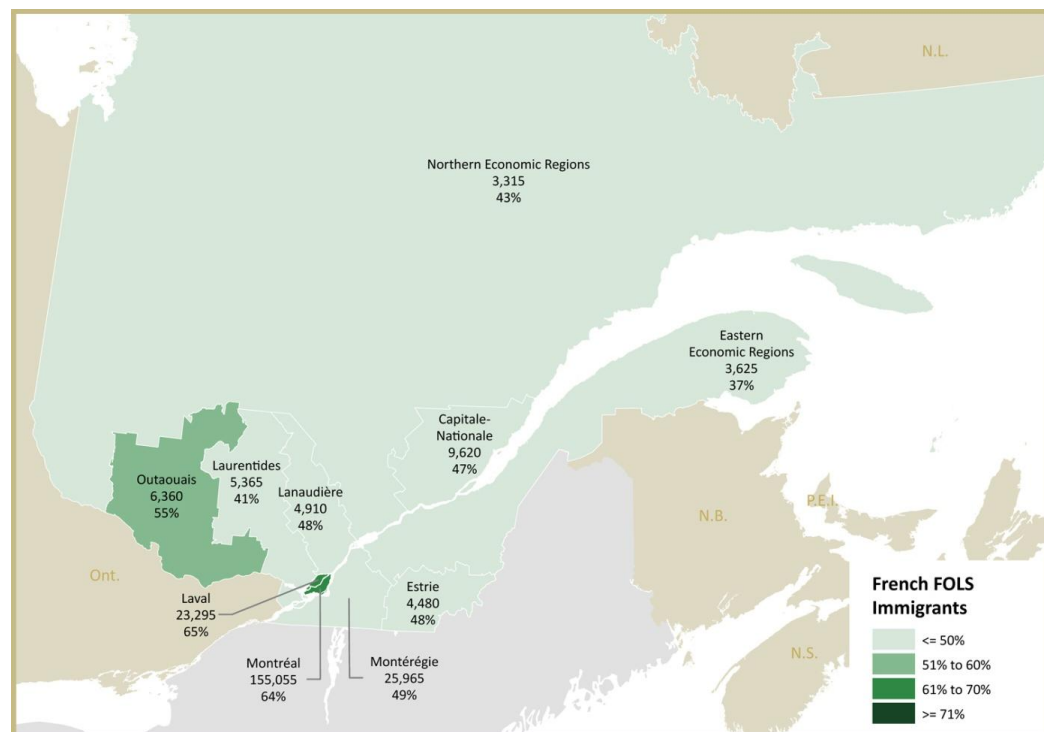 N.L.
Northern Economic Regions
3,315
43%
Eastern
Economic Regions
3,625
37%
Capitale-
Nationale
9,620
47%
Laurentides
5,365
41%
Outaouais
6,360
55%
Lanaudière
4,910
48%
P.E.I.
N.B.
Ont.
Estrie
4,480
48%
Laval
23,295
65%
Montréal
155,055
64%
Montérégie
25,965
49%
N.S.
French FOLS
Immigrants
<= 50%
51% to 60%
61% to 70%
>= 71%